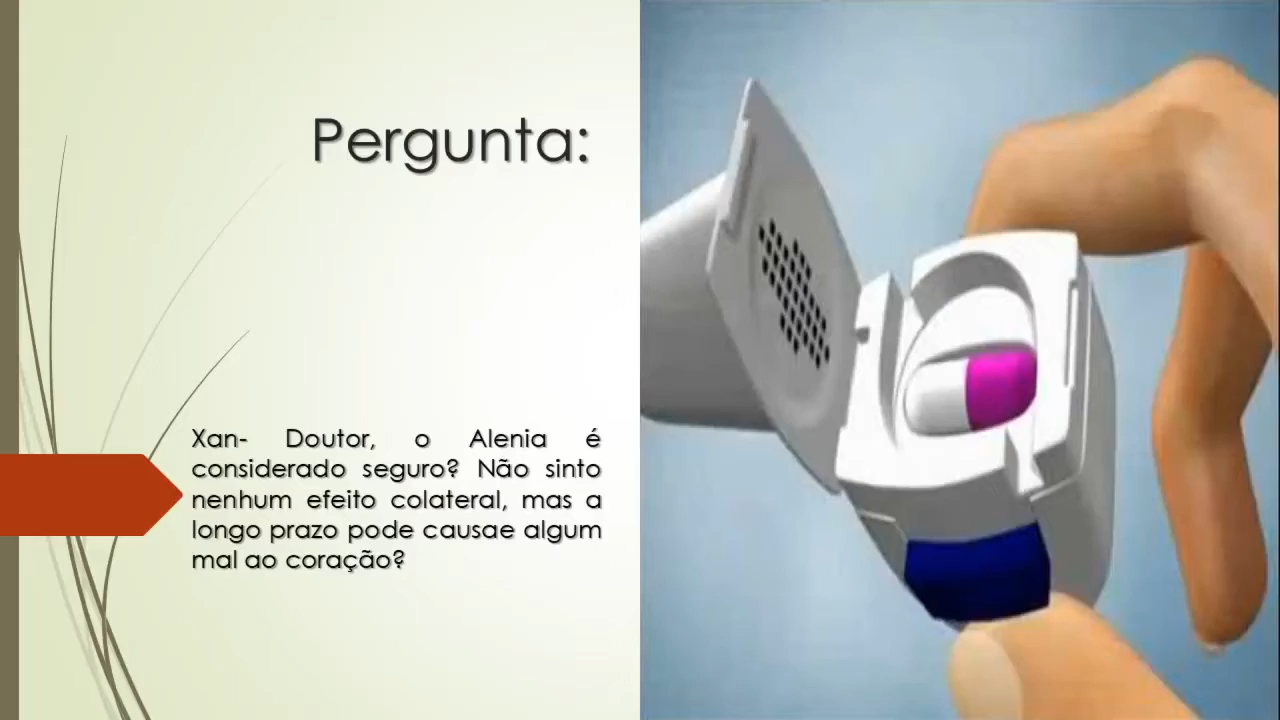 Pergunta:
Xan- Doutor, o Alenia é
considerado seguro? Não sinto
nenhum efeito colateral, mas a
longo prazo pode causae algum
mal ao coração?